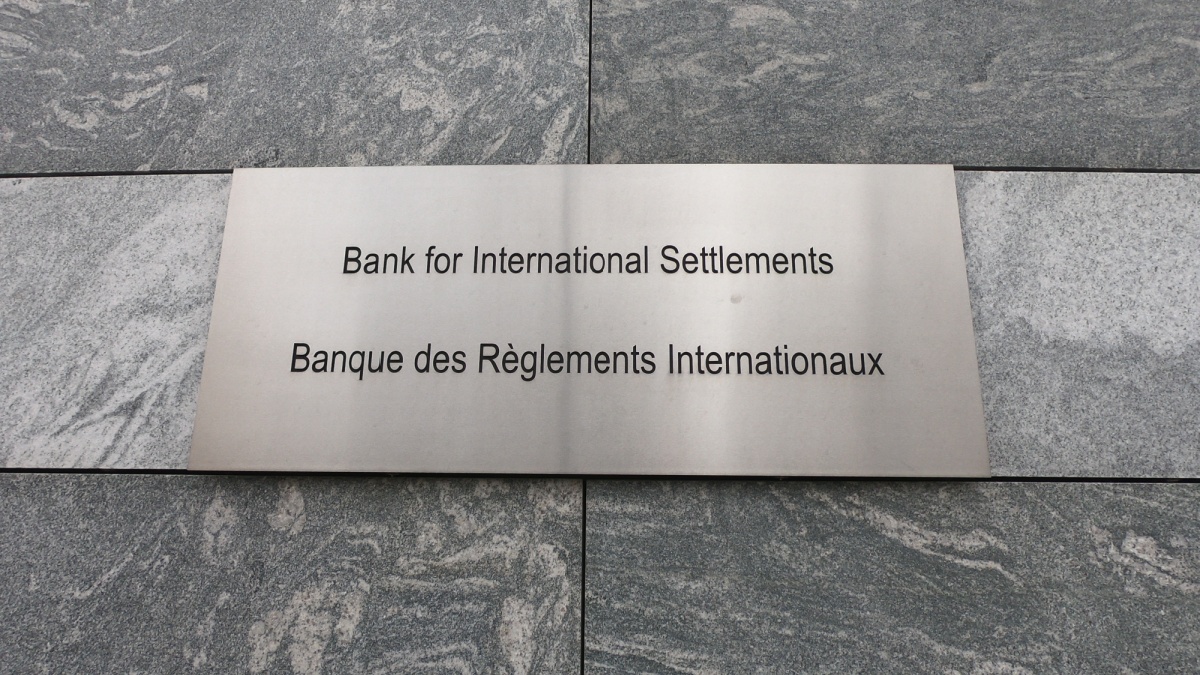 Bank for International Settlements
Banque des Règlements Internationaux